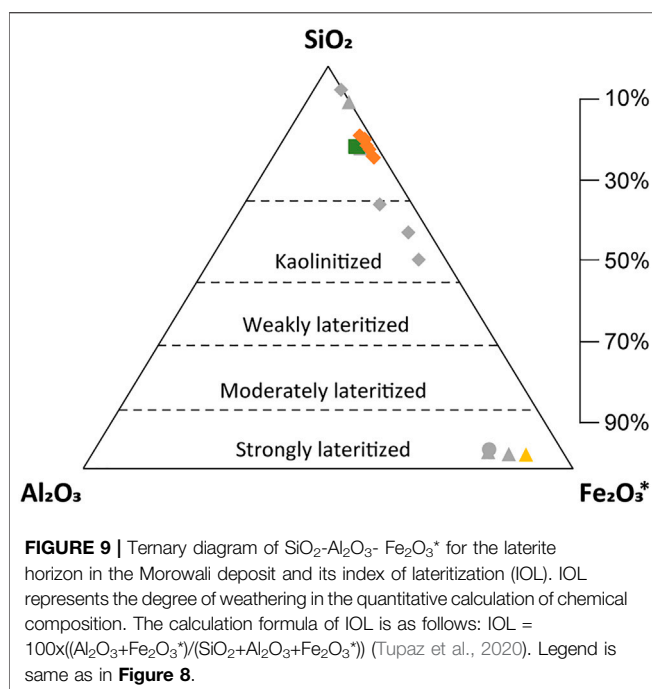 SiO₂
10%
30%
50%
Kaolinitized
Weakly lateritized
70%
Moderately lateritized
90%
Strongly lateritized
Al₂O₃
Fe₂O₃*
FIGURE 9 | Ternary diagram of SiO₂-Al₂O₃- Fe₂O₃* for the laterite
horizon in the Morowali deposit and its index of lateritization (IOL). IOL
represents the degree of weathering in the quantitative calculation of chemical
composition. The calculation formula of IOL is as follows: IOL =
100x((Al₂O₃+Fe₂O₃*)/(SiO₂+Al₂O₃+Fe₂O₃*)) (Tupaz et al., 2020). Legend is
same as in Figure 8.